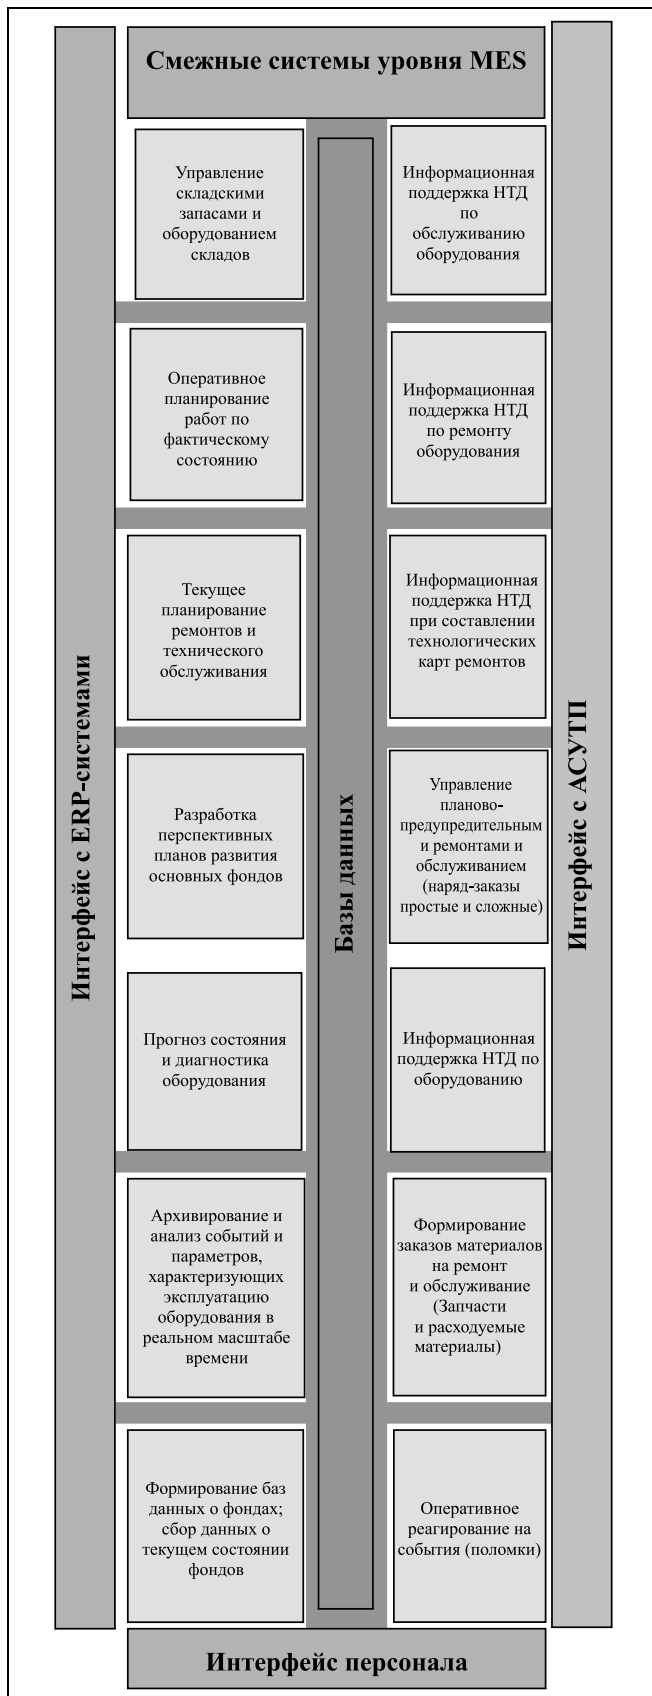 Смежные системы уровня MES
Управление
складскими
запасами и
оборудованием
складов
Информационная
поддержка НТД
по
обслуживанию
оборудования
Оперативное
планирование
работ по
фактическому
состоянию
Информационная
поддержка НТД
по ремонту
оборудования
Текущее
планирование
ремонтов и
технического
обслуживания
Информационная
поддержка НТД
при составлении
технологических
карт ремонтов
Разработка
перспективных
планов развития
основных фондов
Управление
планово-
предупредительным
и ремонтами и
обслуживанием
(наряд-заказы
простые и сложные)
Прогноз состояния
и диагностика
оборудования
Информационная
поддержка НТД по
оборудованию
Архивирование и
анализ событий и
параметров,
характеризующих
эксплуатацию
оборудования в
реальном масштабе
времени
Формирование
заказов материалов
на ремонт
и обслуживание
(Запчасти
и расходуемые
материалы)
Формирование баз
данных о фондах;
сбор данных о
текущем состоянии
фондов
Оперативное
реагирование на
события (поломки)
Интерфейс с ERP-системами
Базы данных
Интерфейс с АСУТП
Интерфейс персонала